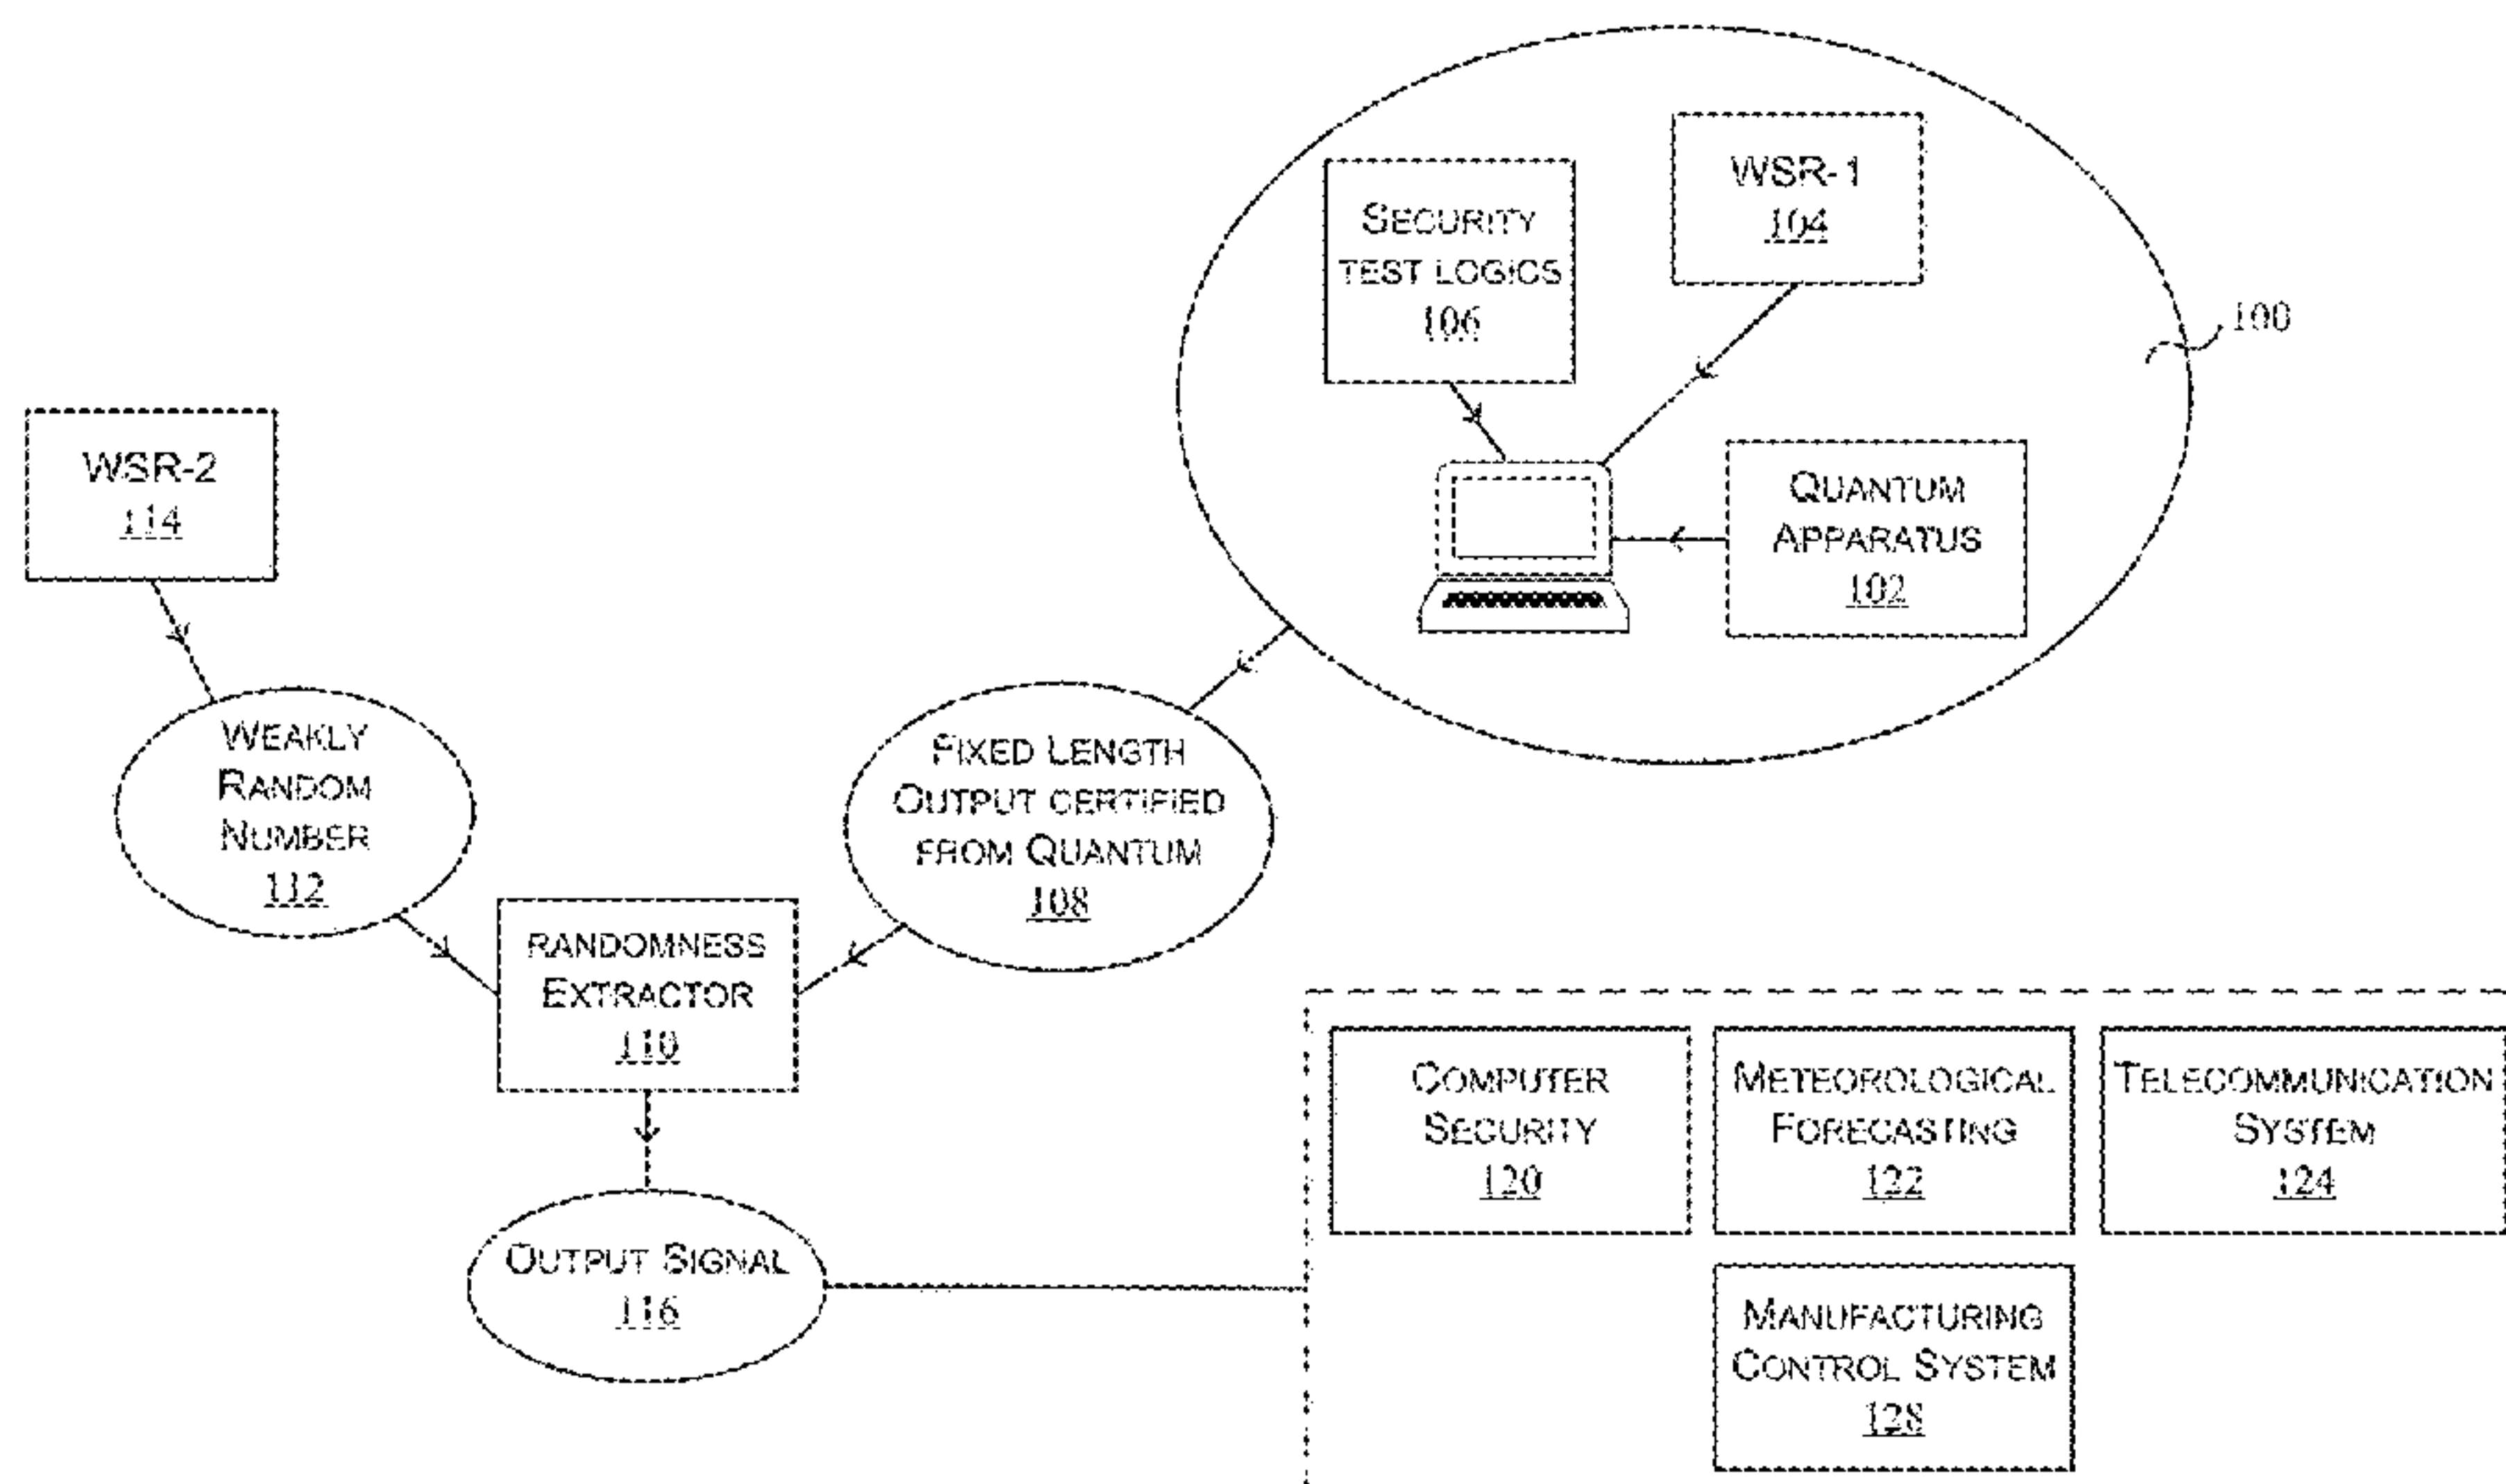 WSR-1
104
SECURITY
TEST LOGICS
106
100
WSR-2
114
QUANTUM
APPARATUS
102
WEAKLY
RANDOM
NUMBER
112
FIXED LENGTH
OUTPUT CERTIFIED
FROM QUANTUM
108
RANDOMNESS
EXTRACTOR
110
COMPUTER
SECURITY
120
METEOROLOGICAL
FORECASTING
122
TELECOMMUNICATION
SYSTEM
124
OUTPUT SIGNAL
116
MANUFACTURING
CONTROL SYSTEM
128